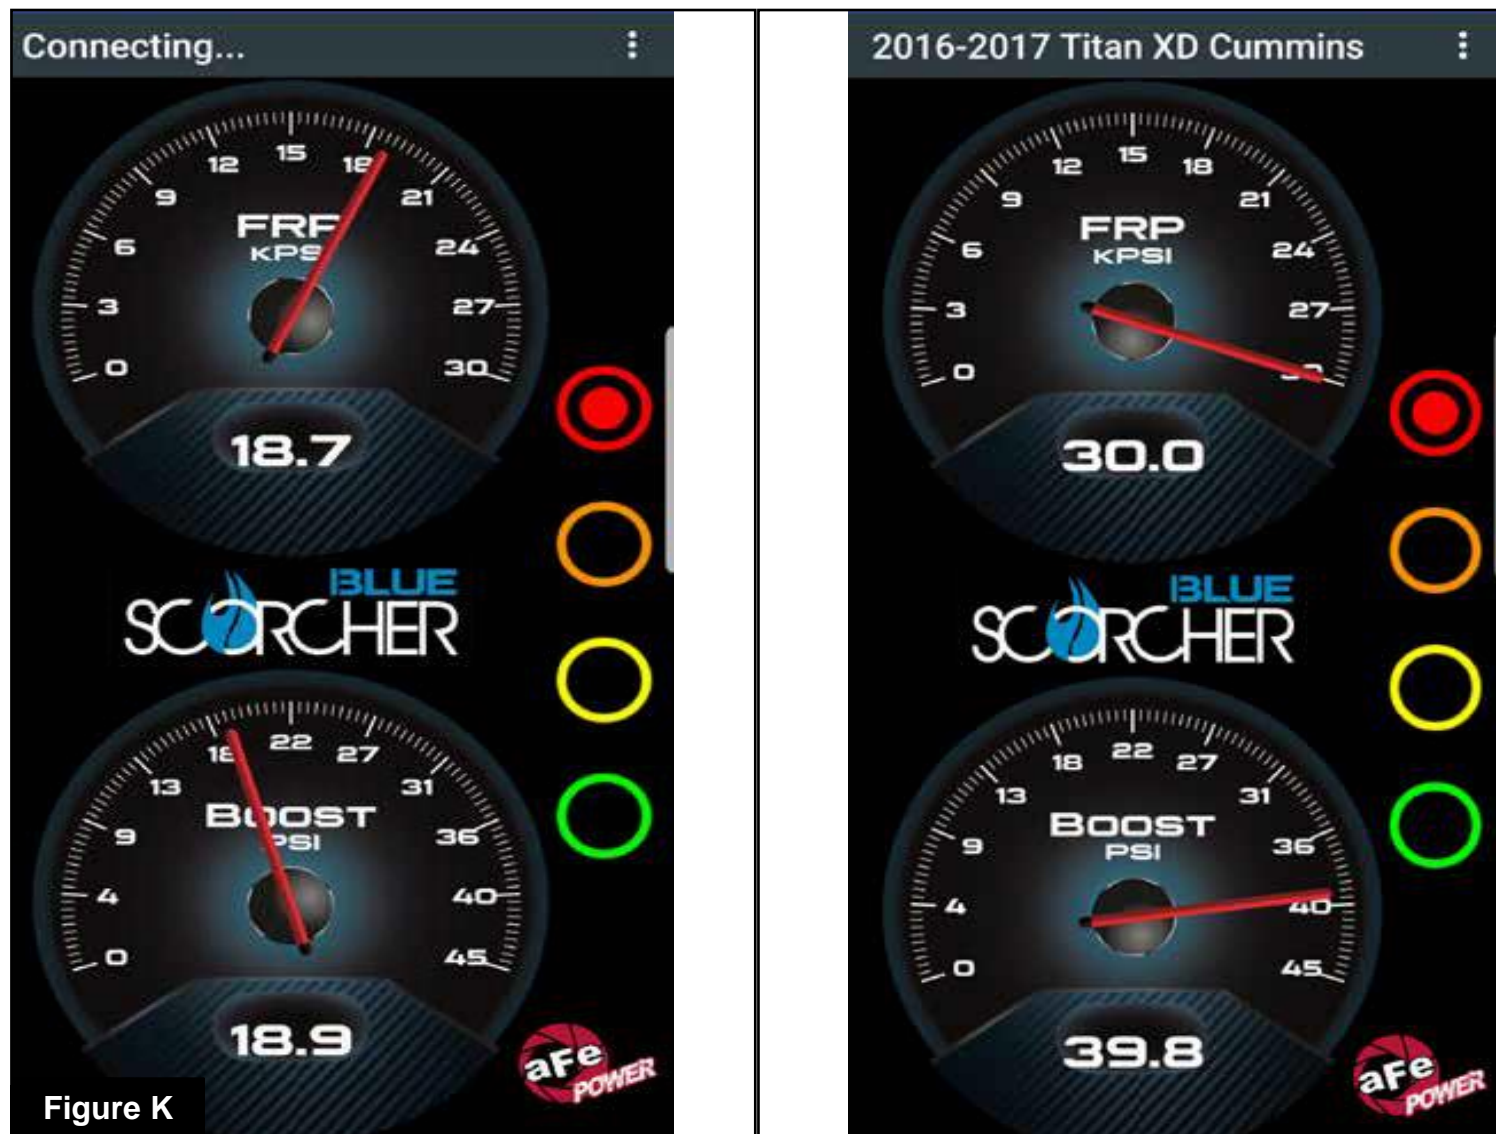 Connecting...
12 15 18
9 21
FRP
6 24
KPSI
3 27
0 30
18.7
BLUE
SCORCHER
18 22 27
13 31
BOOST
9 36
PSI
4 40
0 45
18.9
aFe
POWER
Figure K
2016-2017 Titan XD Cummins
12 15 18
9 21
FRP
6 24
KPSI
3 27
0 30
30.0
BLUE
SCORCHER
18 22 27
13 31
BOOST
9 36
PSI
4 40
0 45
39.8
aFe
POWER